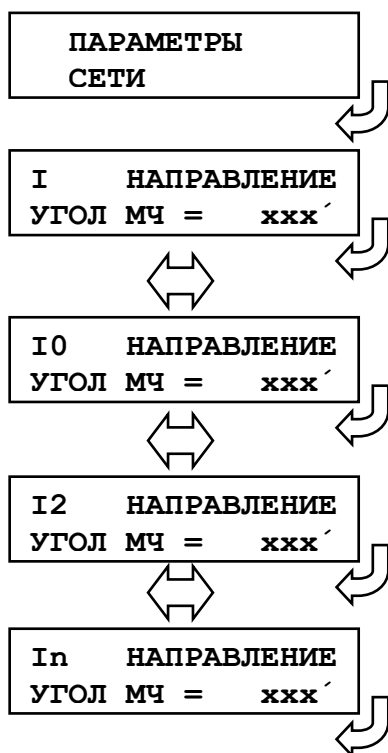 ПАРАМЕТРЫ
СЕТИ
I НАПРАВЛЕНИЕ
УГОЛ МЧ = xxx´
I0 НАПРАВЛЕНИЕ
УГОЛ МЧ = xxx´
I2 НАПРАВЛЕНИЕ
УГОЛ МЧ = xxx´
In НАПРАВЛЕНИЕ
УГОЛ МЧ = xxx´